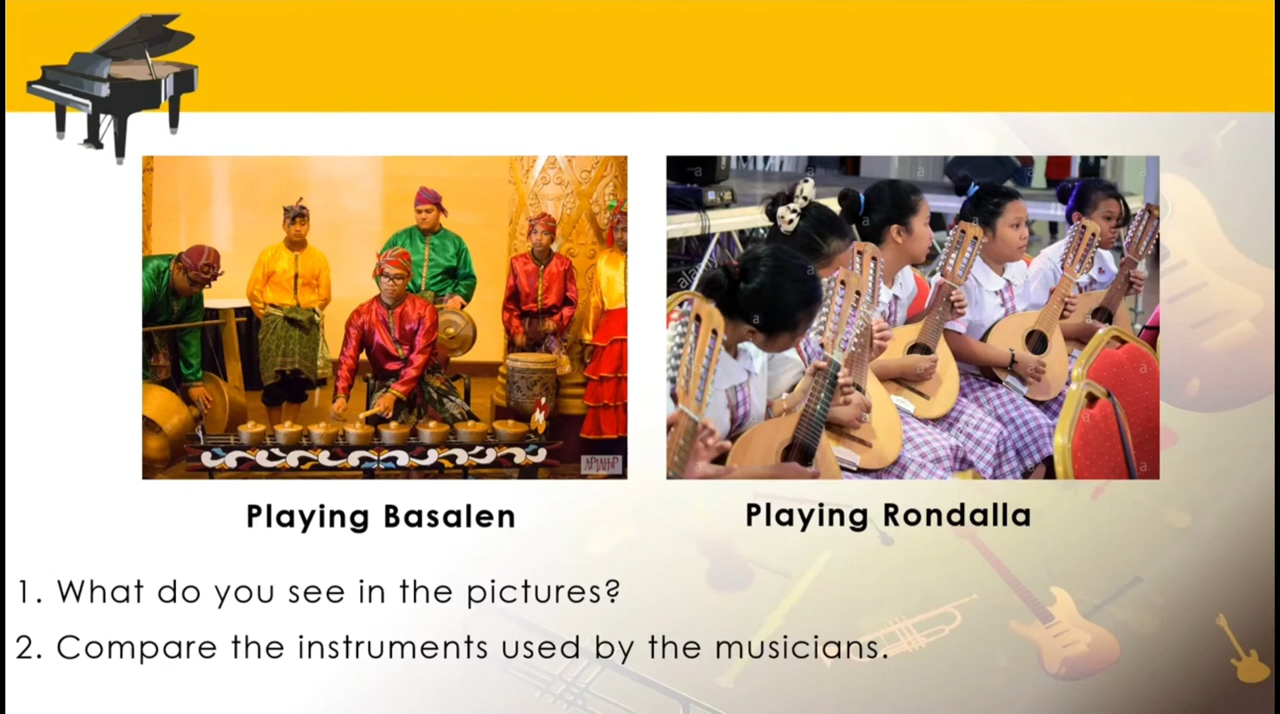 Playing Basalen
Playing Rondalla
1. What do you see in the pictures?
2. Compare the instruments used by the musicians.
alamy
a
a
a
a
a
a
a
a
a